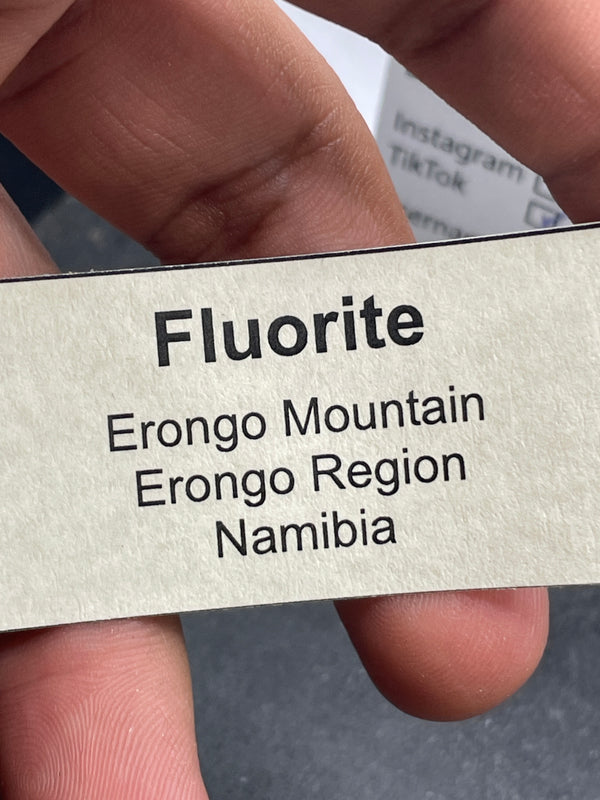 Instagram
TikTok
Fluorite
Erongo Mountain
Erongo Region
Namibia